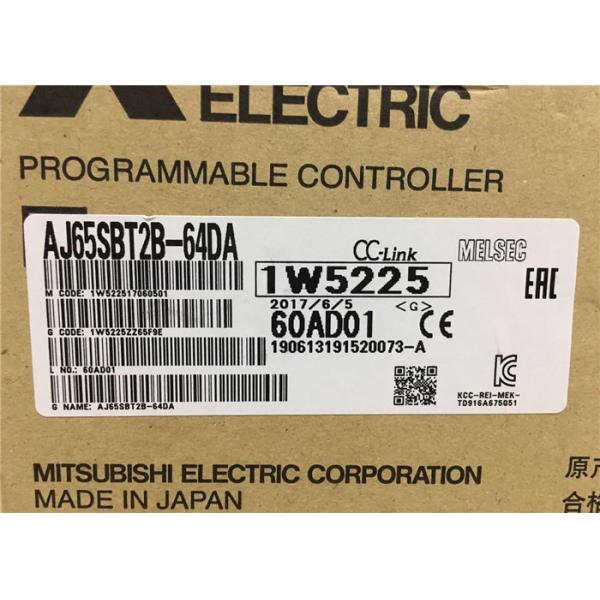 ELECTRIC
PROGRAMMABLE CONTROLLER
AJ65SBT2B-64DA
CC-Link
MELSEC
1W5225
EAC
M CODE: 1W522517060501
2017/6/5 <G>
60AD01 CE
G CODE: 1W5225ZZ65F9E
190613191520073-A
L NO.: 60AD01
KCC-REI-MEK-
TD916A675G51
G NAME: AJ65SBT2B-64DA
MITSUBISHI ELECTRIC CORPORATION
MADE IN JAPAN
原产
合格